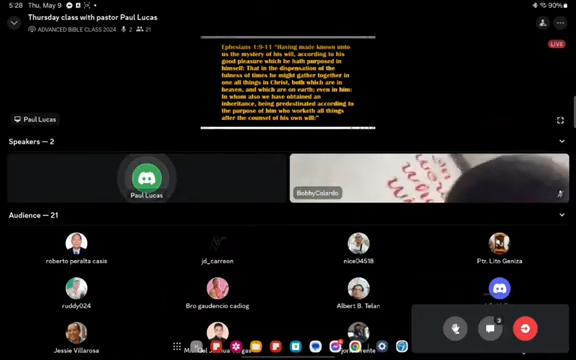 5:28 Thu, May 9
90%
Thursday class with pastor Paul Lucas
ADVANCED BIBLE CLASS 2024 2 21
LIVE
Ephesians 1:9-11 "Having made known unto
us the mystery of his will, according to his
good pleasure which he hath purposed in
himself: That in the dispensation of the
fulness of times he might gather together in
one all things in Christ, both which are in
heaven, and which are on earth; even in him:
In whom also we have obtained an
inheritance, being predestinated according to
the purpose of him who worketh all things
after the counsel of his own will:"
Paul Lucas
Speakers — 2
Paul Lucas
BobbyColardo
Audience — 21
roberto peralta casis
jd_carreon
nice04518
Ptr. Lito Geniza
ruddy024
Bro gaudencio cadiog
Albert B. Telan
3
Jessie Villarosa